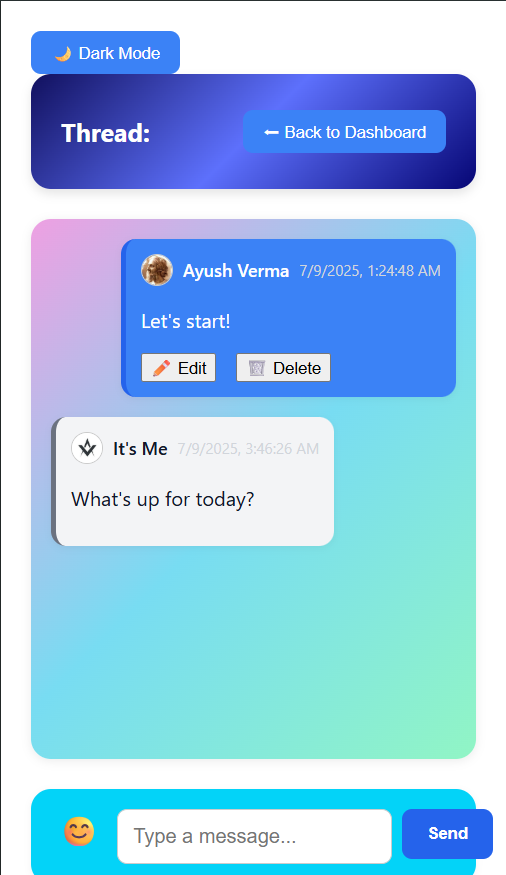 🌙 Dark Mode
Thread:
⬅ Back to Dashboard
Ayush Verma 7/9/2025, 1:24:48 AM
Let's start!
✏️ Edit 🗑️ Delete
It's Me 7/9/2025, 3:46:26 AM
What's up for today?
😊 Type a message... Send